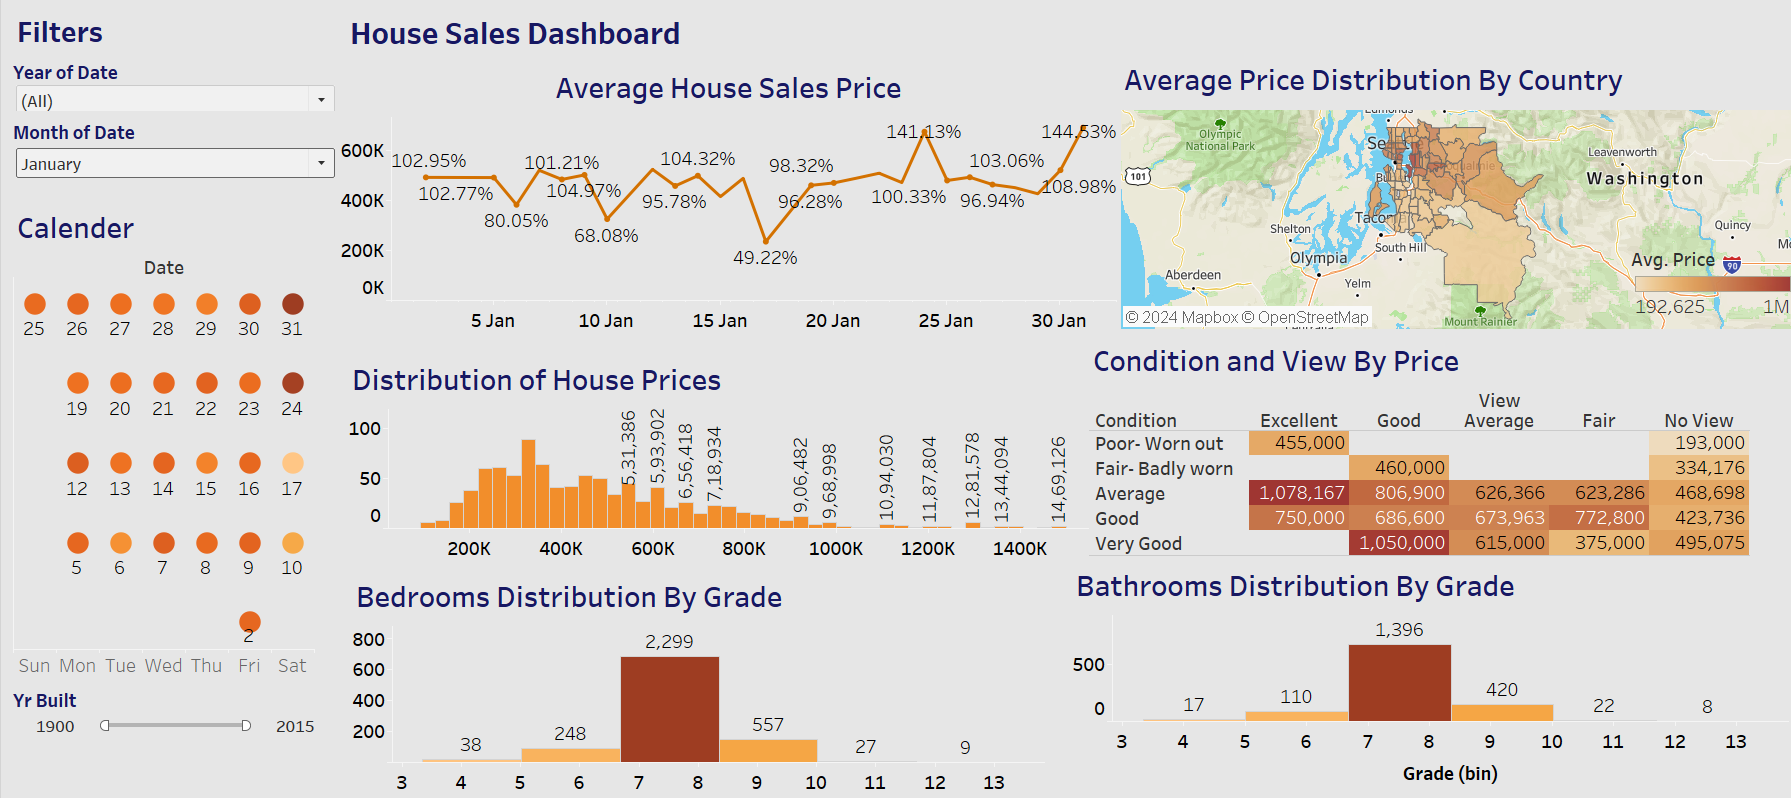 Filters
Year of Date
(All)
Month of Date
January
Calender
Date
25 26 27 28 29 30 31
19 20 21 22 23 24
12 13 14 15 16 17
5 6 7 8 9 10
2
Sun Mon Tue Wed Thu Fri Sat
Yr Built
1900 2015
House Sales Dashboard
Average House Sales Price
600K
400K
200K
0K
102.95%
102.77%
80.05%
101.21%
104.97%
68.08%
95.78%
104.32%
49.22%
98.32%
96.28%
141.13%
100.33%
96.94%
103.06%
144.53%
108.98%
5 Jan 10 Jan 15 Jan 20 Jan 25 Jan 30 Jan
Average Price Distribution By Country
Olympic
National Park
101
Shelton
Olympia
Aberdeen
Yelm
South Hill
Leavenworth
Washington
Quincy
Mount Rainier
Avg. Price
90
192,625 1M
© 2024 Mapbox © OpenStreetMap
Distribution of House Prices
100
50
0
5,31,386
5,93,902
6,56,418
7,18,934
9,06,482
9,68,998
10,94,030
11,87,804
12,81,578
13,44,094
14,69,126
200K 400K 600K 800K 1000K 1200K 1400K
Condition and View By Price
View
Condition Excellent Good Average Fair No View
Poor- Worn out 455,000 193,000
Fair- Badly worn 460,000 334,176
Average 1,078,167 806,900 626,366 623,286 468,698
Good 750,000 686,600 673,963 772,800 423,736
Very Good 1,050,000 615,000 375,000 495,075
Bedrooms Distribution By Grade
800
600
400
200
38 248 2,299 557 27 9
3 4 5 6 7 8 9 10 11 12 13
Bathrooms Distribution By Grade
500
0
17 110 1,396 420 22 8
3 4 5 6 7 8 9 10 11 12 13
Grade (bin)